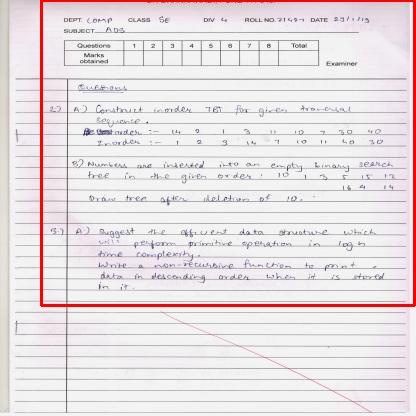 DEPT. COMP CLASS SE DIV 4 ROLL NO. DATE 23/1/19
SUBJECT ADS
Questions 1 2 3 4 5 6 7 8 Total
Marks obtained
Examiner
Questions
2.) A.) Construct inorder TBT for given traversal
sequence.
order :- 14 2 1 3 11 10 7 30 40
Inorder :- 1 2 3 14 7 10 11 40 30
B) Numbers are inserted into an empty binary search
tree in the given order : 10 1 3 5 15 12
16 4 14
Draw tree after deletion of 10.
3.) A.) Suggest the efficient data structure which
will perform primitive operation in log n
time complexity.
Write a non-recursive function to print
data in descending order when it is stored
in it.